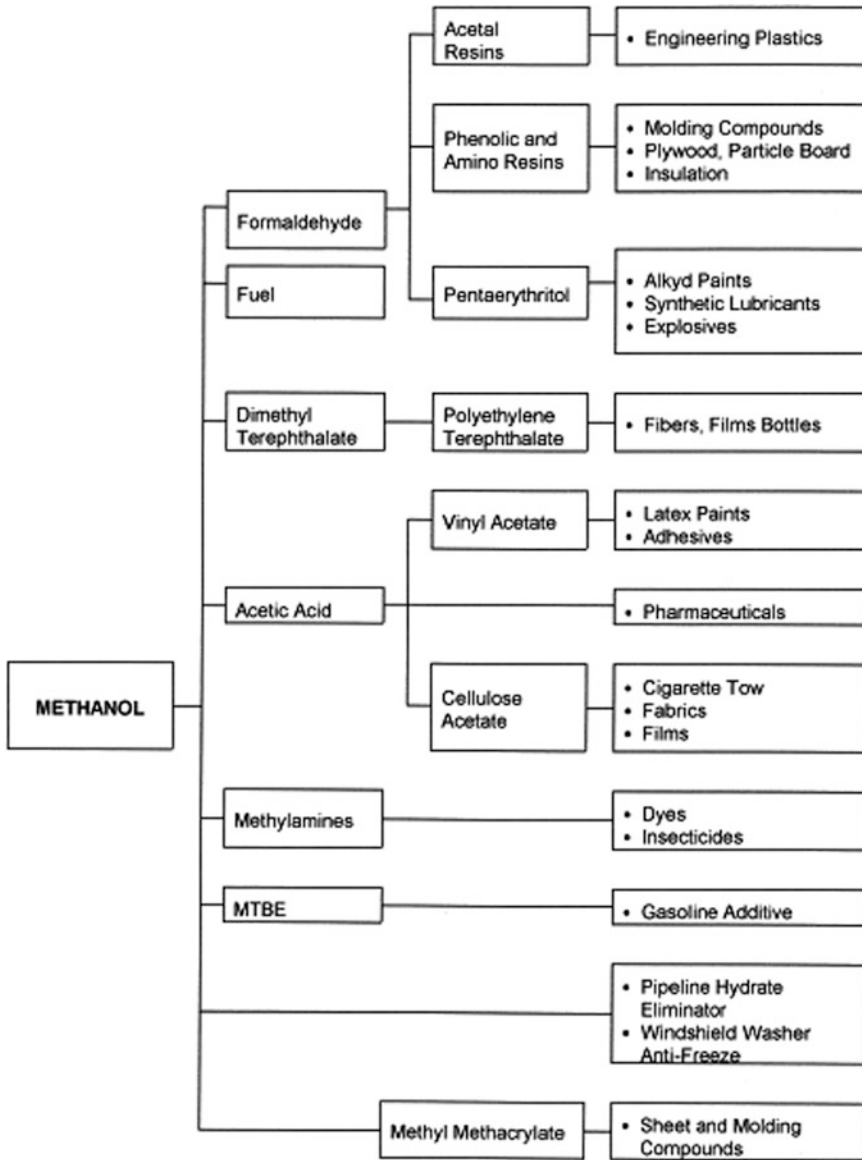 Acetal
Resins
• Engineering Plastics
Phenolic and
Amino Resins
• Molding Compounds
• Plywood, Particle Board
• Insulation
Formaldehyde
Fuel
Pentaerythritol
• Alkyd Paints
• Synthetic Lubricants
• Explosives
Dimethyl
Terephthalate
Polyethylene
Terephthalate
• Fibers, Films Bottles
Vinyl Acetate
• Latex Paints
• Adhesives
Acetic Acid
• Pharmaceuticals
METHANOL
Cellulose
Acetate
• Cigarette Tow
• Fabrics
• Films
Methylamines
• Dyes
• Insecticides
MTBE
• Gasoline Additive
• Pipeline Hydrate
Eliminator
• Windshield Washer
Anti-Freeze
Methyl Methacrylate
• Sheet and Molding
Compounds